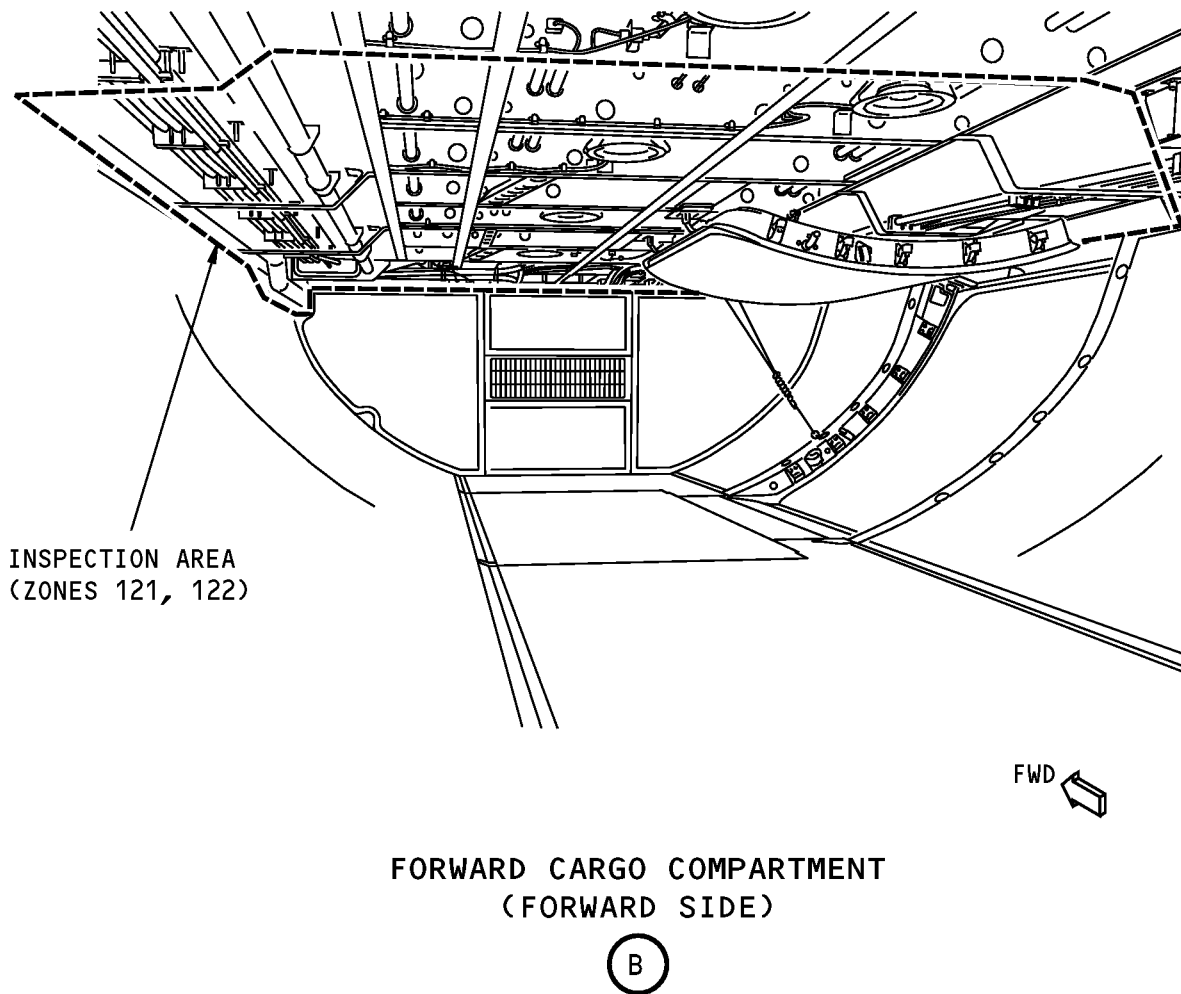 INSPECTION AREA
(ZONES 121, 122)
FWD
FORWARD CARGO COMPARTMENT
(FORWARD SIDE)
B